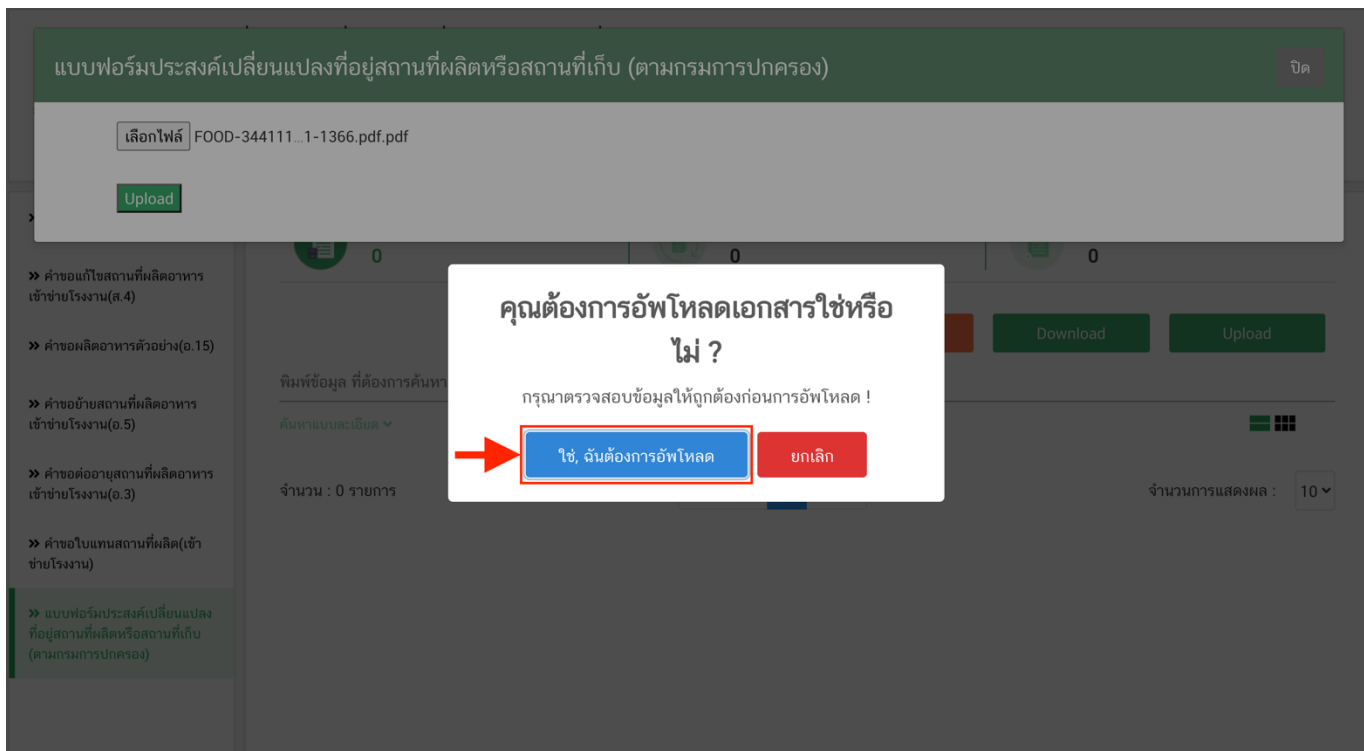 แบบฟอร์มประสงค์เปลี่ยนแปลงที่อยู่สถานที่ผลิตหรือสถานที่เก็บ (ตามกรมการปกครอง)
ปิด
เลือกไฟล์ FOOD-344111...1-1366.pdf.pdf
Upload
0
0
0
» คำขอแก้ไขสถานที่ผลิตอาหาร
เข้าข่ายโรงงาน(ส.4)
» คำขอผลิตอาหารตัวอย่าง(อ.15)
» คำขอย้ายสถานที่ผลิตอาหาร
เข้าข่ายโรงงาน(อ.5)
» คำขอต่ออายุสถานที่ผลิตอาหาร
เข้าข่ายโรงงาน(อ.3)
» คำขอใบแทนสถานที่ผลิต(เข้า
ข่ายโรงงาน)
» แบบฟอร์มประสงค์เปลี่ยนแปลง
ที่อยู่สถานที่ผลิตหรือสถานที่เก็บ
(ตามกรมการปกครอง)
คุณต้องการอัพโหลดเอกสารใช่หรือ
ไม่ ?
กรุณาตรวจสอบข้อมูลให้ถูกต้องก่อนการอัพโหลด !
ใช่, ฉันต้องการอัพโหลด
ยกเลิก
Download
Upload
พิมพ์ข้อมูล ที่ต้องการค้นหา
ค้นหาแบบละเอียด
จำนวน : 0 รายการ
จำนวนการแสดงผล : 10